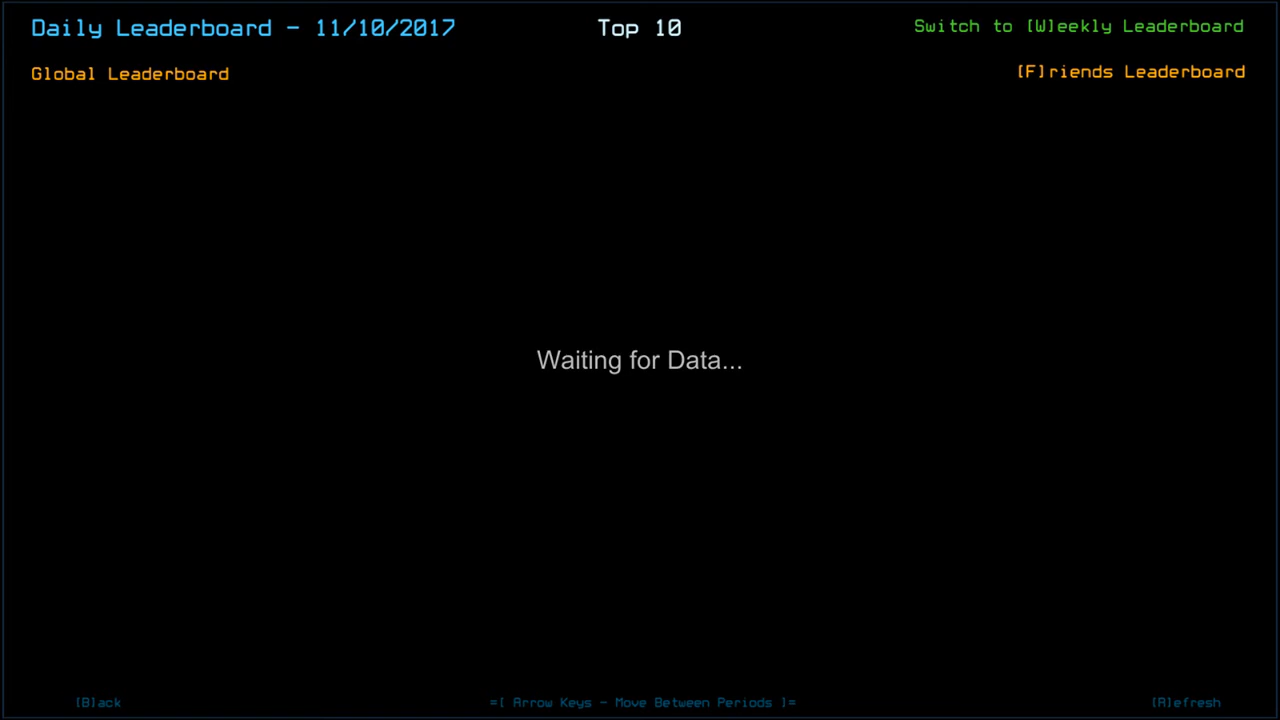 Daily Leaderboard - 11/10/2017
Top 10
Switch to [W]eekly Leaderboard
Global Leaderboard
[F]riends Leaderboard
Waiting for Data...
[B]ack
=[ Arrow Keys - Move Between Periods ]=
[R]efresh